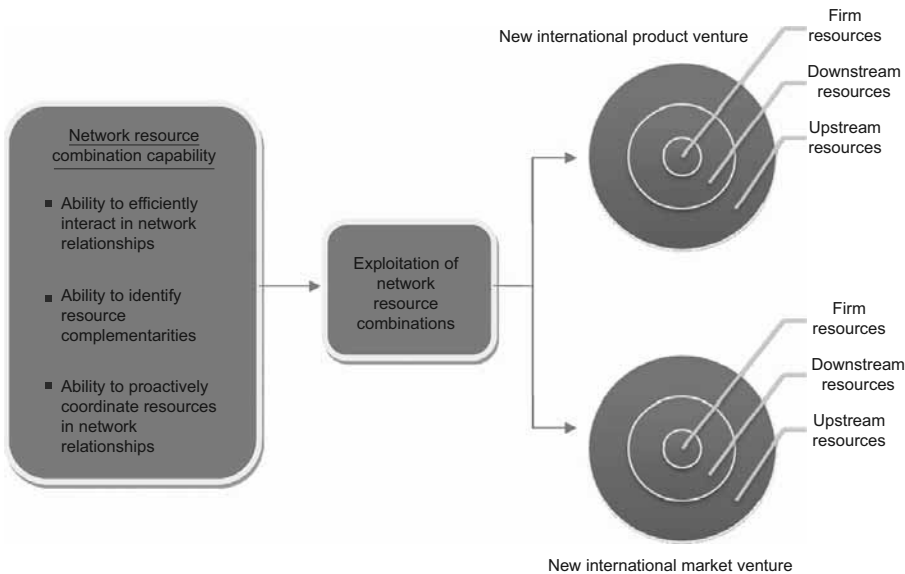 Network resource
combination capability
▪ Ability to efficiently
interact in network
relationships
▪ Ability to identify
resource
complementarities
▪ Ability to proactively
coordinate resources
in network
relationships
Exploitation of
network
resource
combinations
New international product venture
Firm
resources
Downstream
resources
Upstream
resources
Firm
resources
Downstream
resources
Upstream
resources
New international market venture